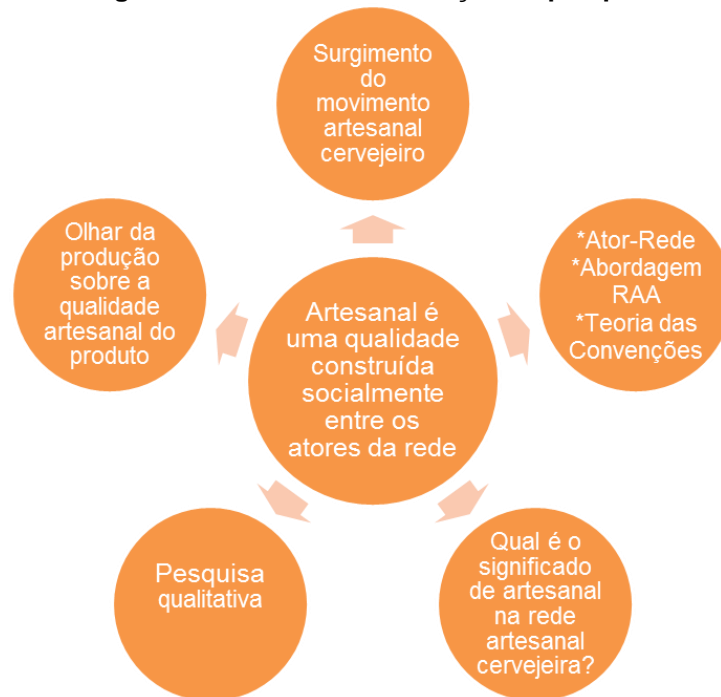 Surgimento
do
movimento
artesanal
cervejeiro
Olhar da
produção
sobre a
qualidade
artesanal do
produto
*Ator-Rede
*Abordagem
RAA
*Teoria das
Convenções
Artesanal é
uma qualidade
construída
socialmente
entre os
atores da rede
Pesquisa
qualitativa
Qual é o
significado
de artesanal
na rede
artesanal
cervejeira?